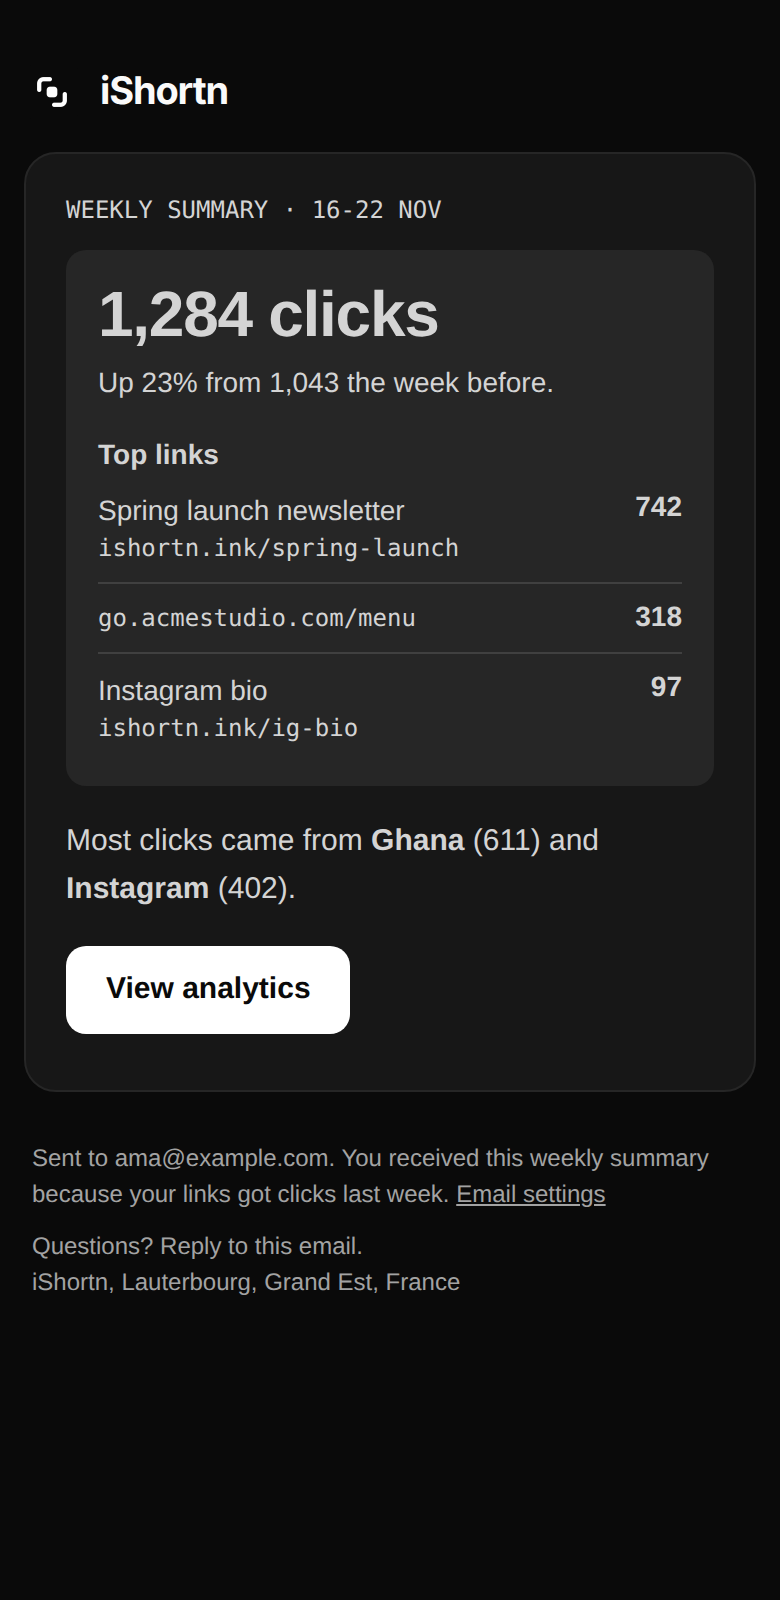 iShortn
WEEKLY SUMMARY · 16-22 NOV
1,284 clicks
Up 23% from 1,043 the week before.
Top links
Spring launch newsletter 742
ishortn.ink/spring-launch
go.acmestudio.com/menu 318
Instagram bio 97
ishortn.ink/ig-bio
Most clicks came from Ghana (611) and
Instagram (402).
View analytics
Sent to ama@example.com. You received this weekly summary
because your links got clicks last week. Email settings
Questions? Reply to this email.
iShortn, Lauterbourg, Grand Est, France